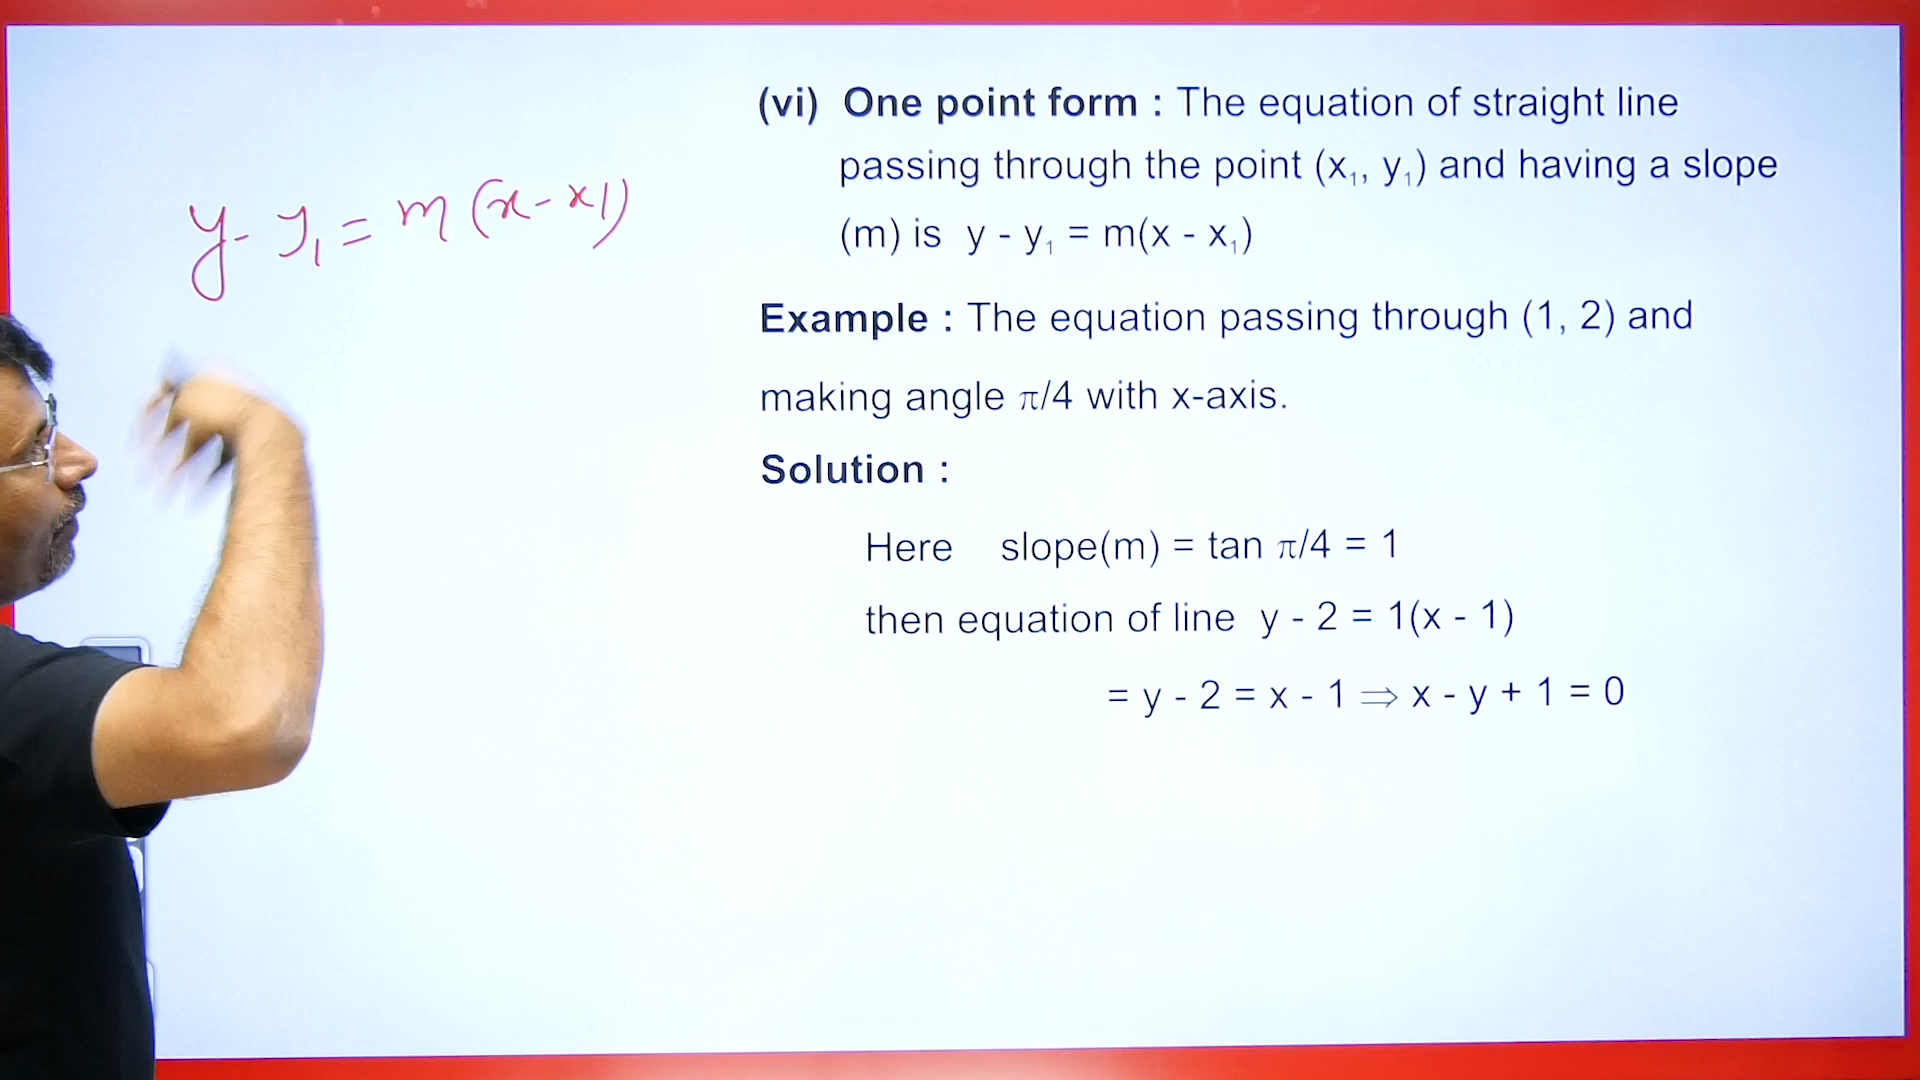 y - y₁ = m (x - x1)
(vi) One point form : The equation of straight line
passing through the point (x₁, y₁) and having a slope
(m) is y - y₁ = m(x - x₁)
Example : The equation passing through (1, 2) and
making angle π/4 with x-axis.
Solution :
Here slope(m) = tan π/4 = 1
then equation of line y - 2 = 1(x - 1)
= y - 2 = x - 1 ⇒ x - y + 1 = 0